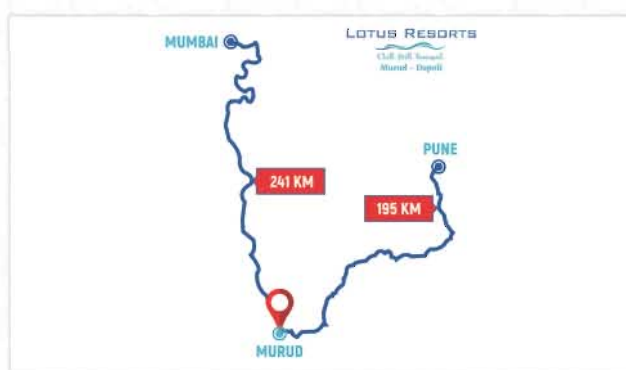 MUMBAI
LOTUS RESORTS
Murud - Dapoli
PUNE
241 KM
195 KM
MURUD